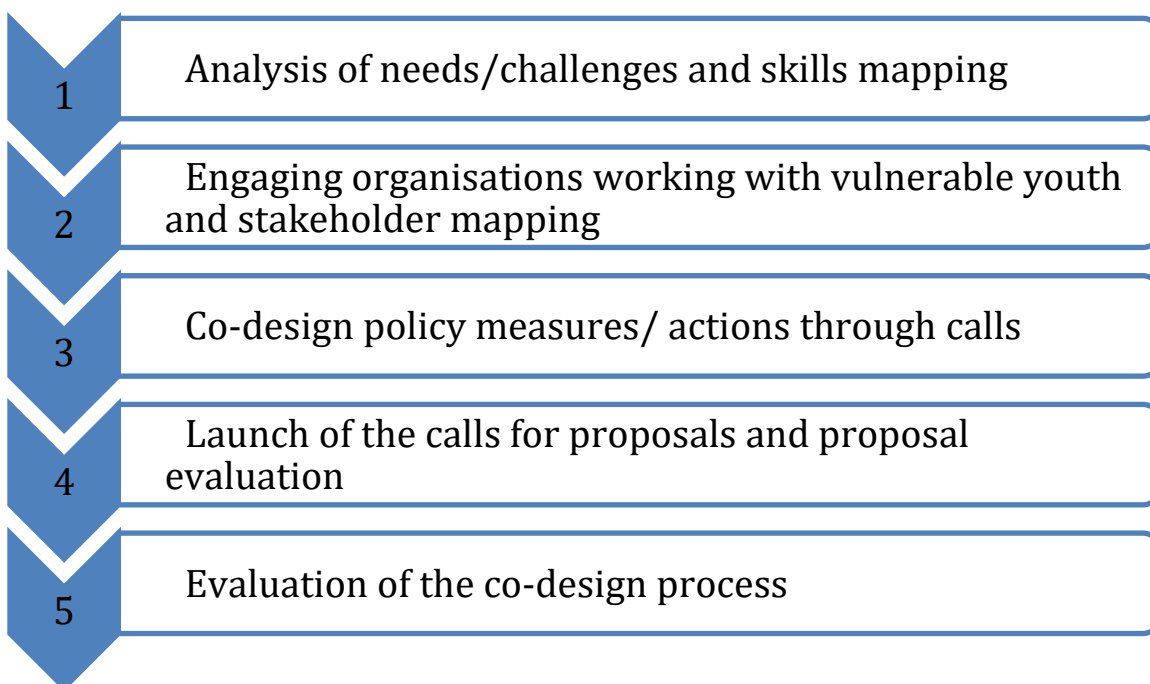 1
Analysis of needs/challenges and skills mapping
2
Engaging organisations working with vulnerable youth
and stakeholder mapping
3
Co-design policy measures/ actions through calls
4
Launch of the calls for proposals and proposal
evaluation
5
Evaluation of the co-design process